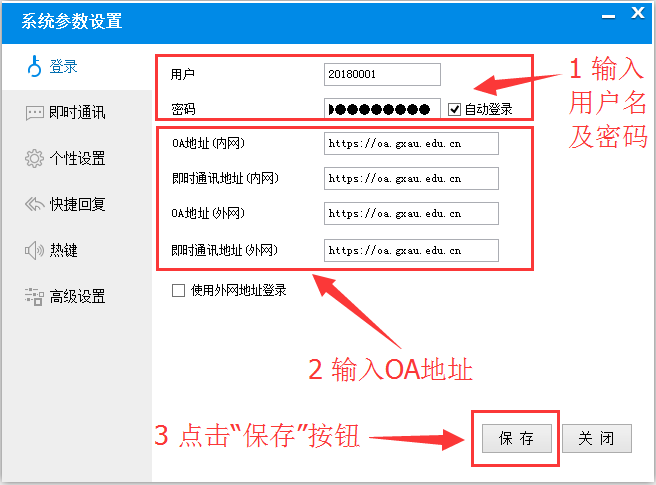 系统参数设置
登录
即时通讯
个性设置
快捷回复
热键
高级设置
用户
20180001
密码
自动登录
OA地址(内网)
https://oa.gxau.edu.cn
即时通讯地址(内网)
https://oa.gxau.edu.cn
OA地址(外网)
https://oa.gxau.edu.cn
即时通讯地址(外网)
https://oa.gxau.edu.cn
使用外网地址登录
1 输入
用户名
及密码
2 输入OA地址
3 点击“保存”按钮
保 存
关 闭